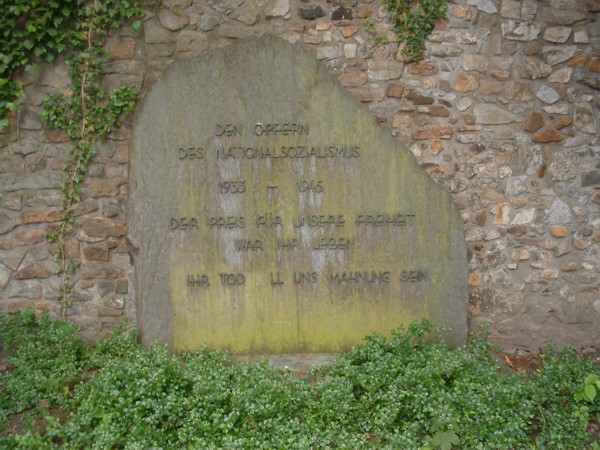 DEN OPFERN
DES NATIONALSOZIALISMUS
1933 – 1945
DER PREIS FÜR UNSERE FREIHEIT
WAR IHR LEBEN
IHR TOD LL UNS MAHNUNG SEIN